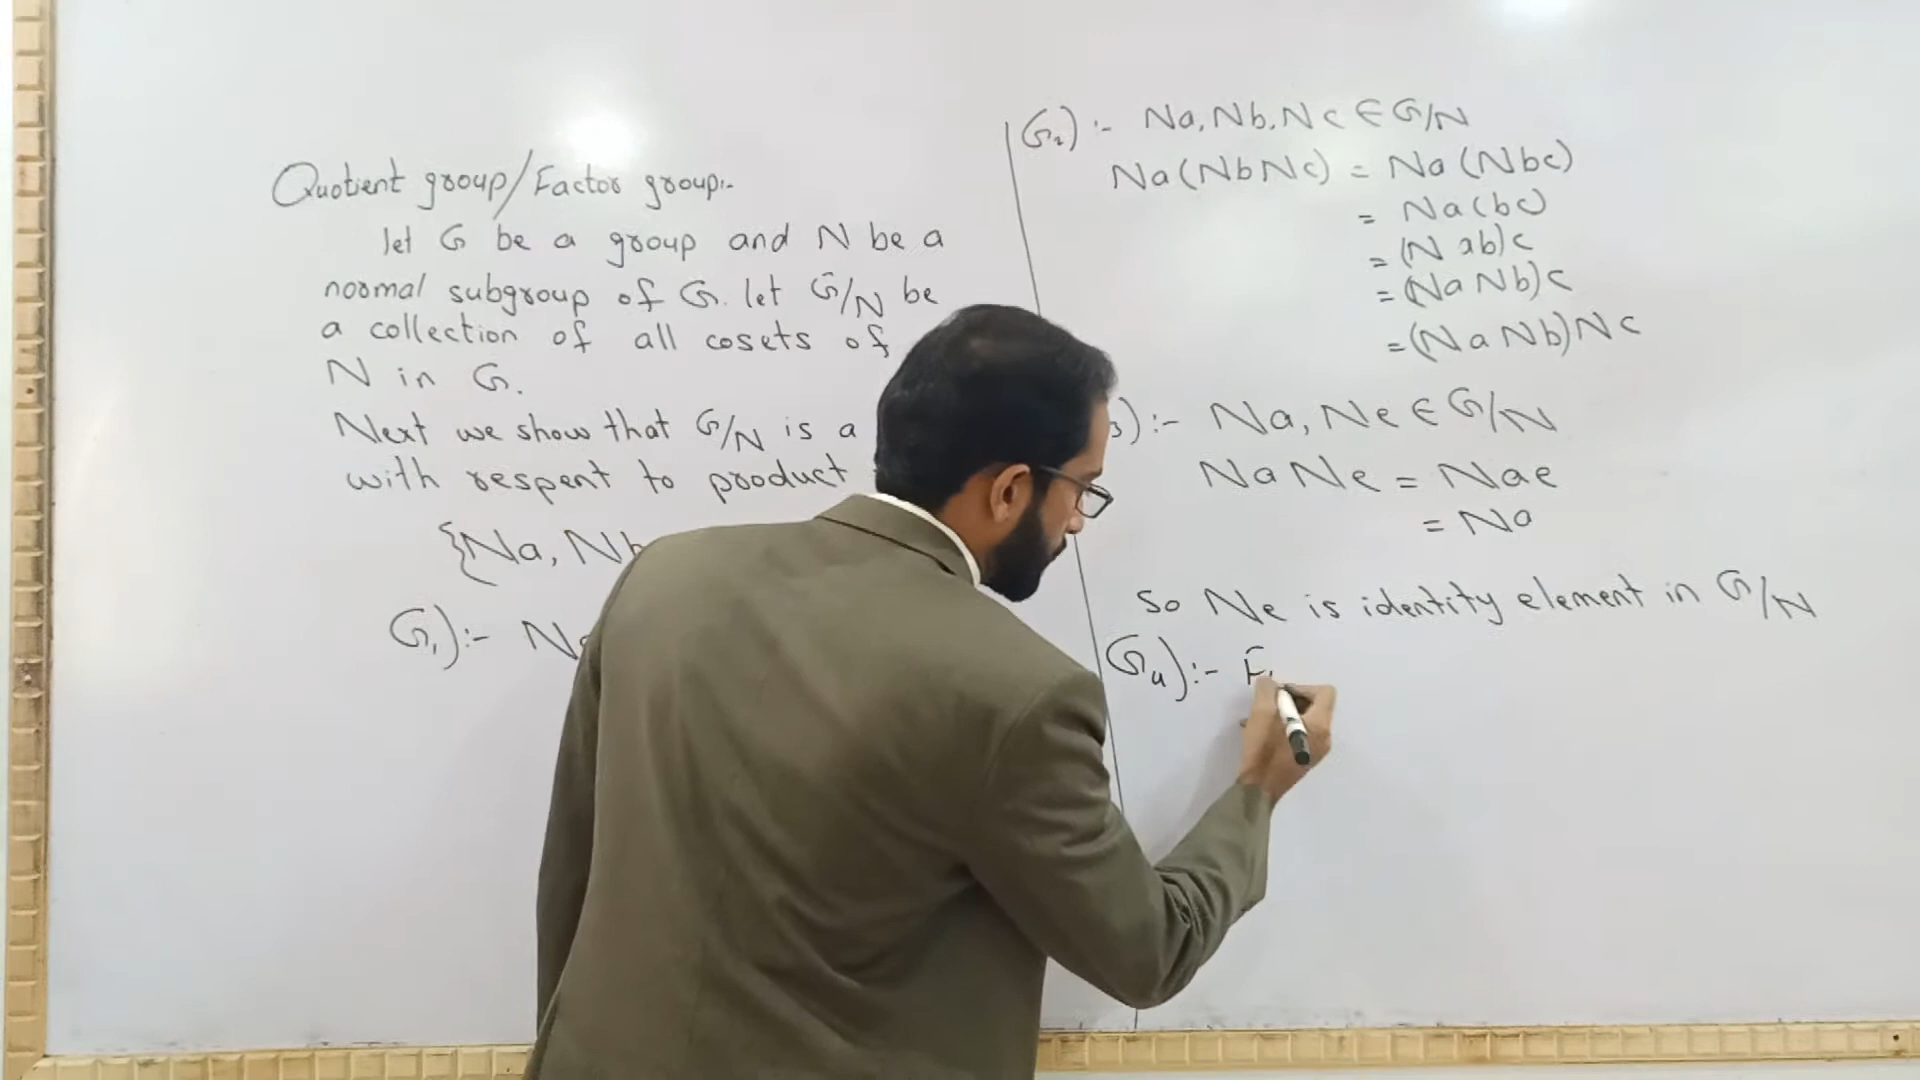 Quotient group/Factor group:-
let G be a group and N be a
normal subgroup of G. let G/N be
a collection of all cosets of
N in G.
Next we show that G/N is a
with respent to product
{Na, Nb
G₁):- Na
G₂):- Na, Nb, Nc ∈ G/N
Na(NbNc) = Na(Nbc)
= Na(bc)
= (N ab)c
= (Na Nb)c
= (Na Nb)Nc
₃):- Na, Ne ∈ G/N
Na Ne = Nae
= Na
So Ne is identity element in G/N
G₄):-